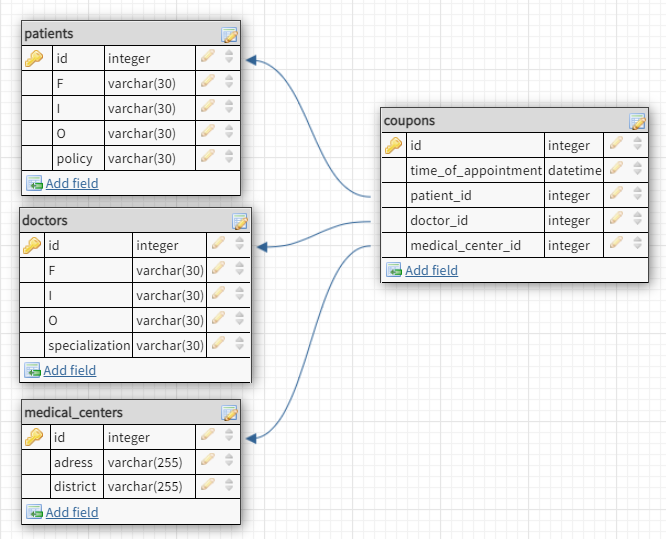 patients
id integer
F varchar(30)
I varchar(30)
O varchar(30)
policy varchar(30)
Add field
doctors
id integer
F varchar(30)
I varchar(30)
O varchar(30)
specialization varchar(30)
Add field
medical_centers
id integer
adress varchar(255)
district varchar(255)
Add field
coupons
id integer
time_of_appointment datetime
patient_id integer
doctor_id integer
medical_center_id integer
Add field